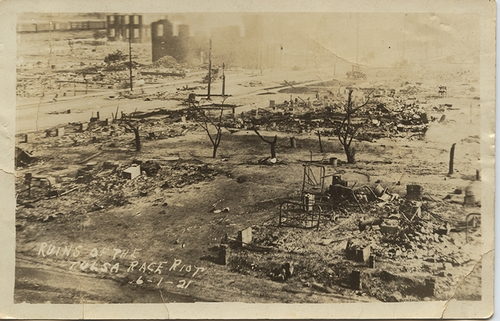 RUINS OF THE
TULSA RACE RIOT
6-1-21